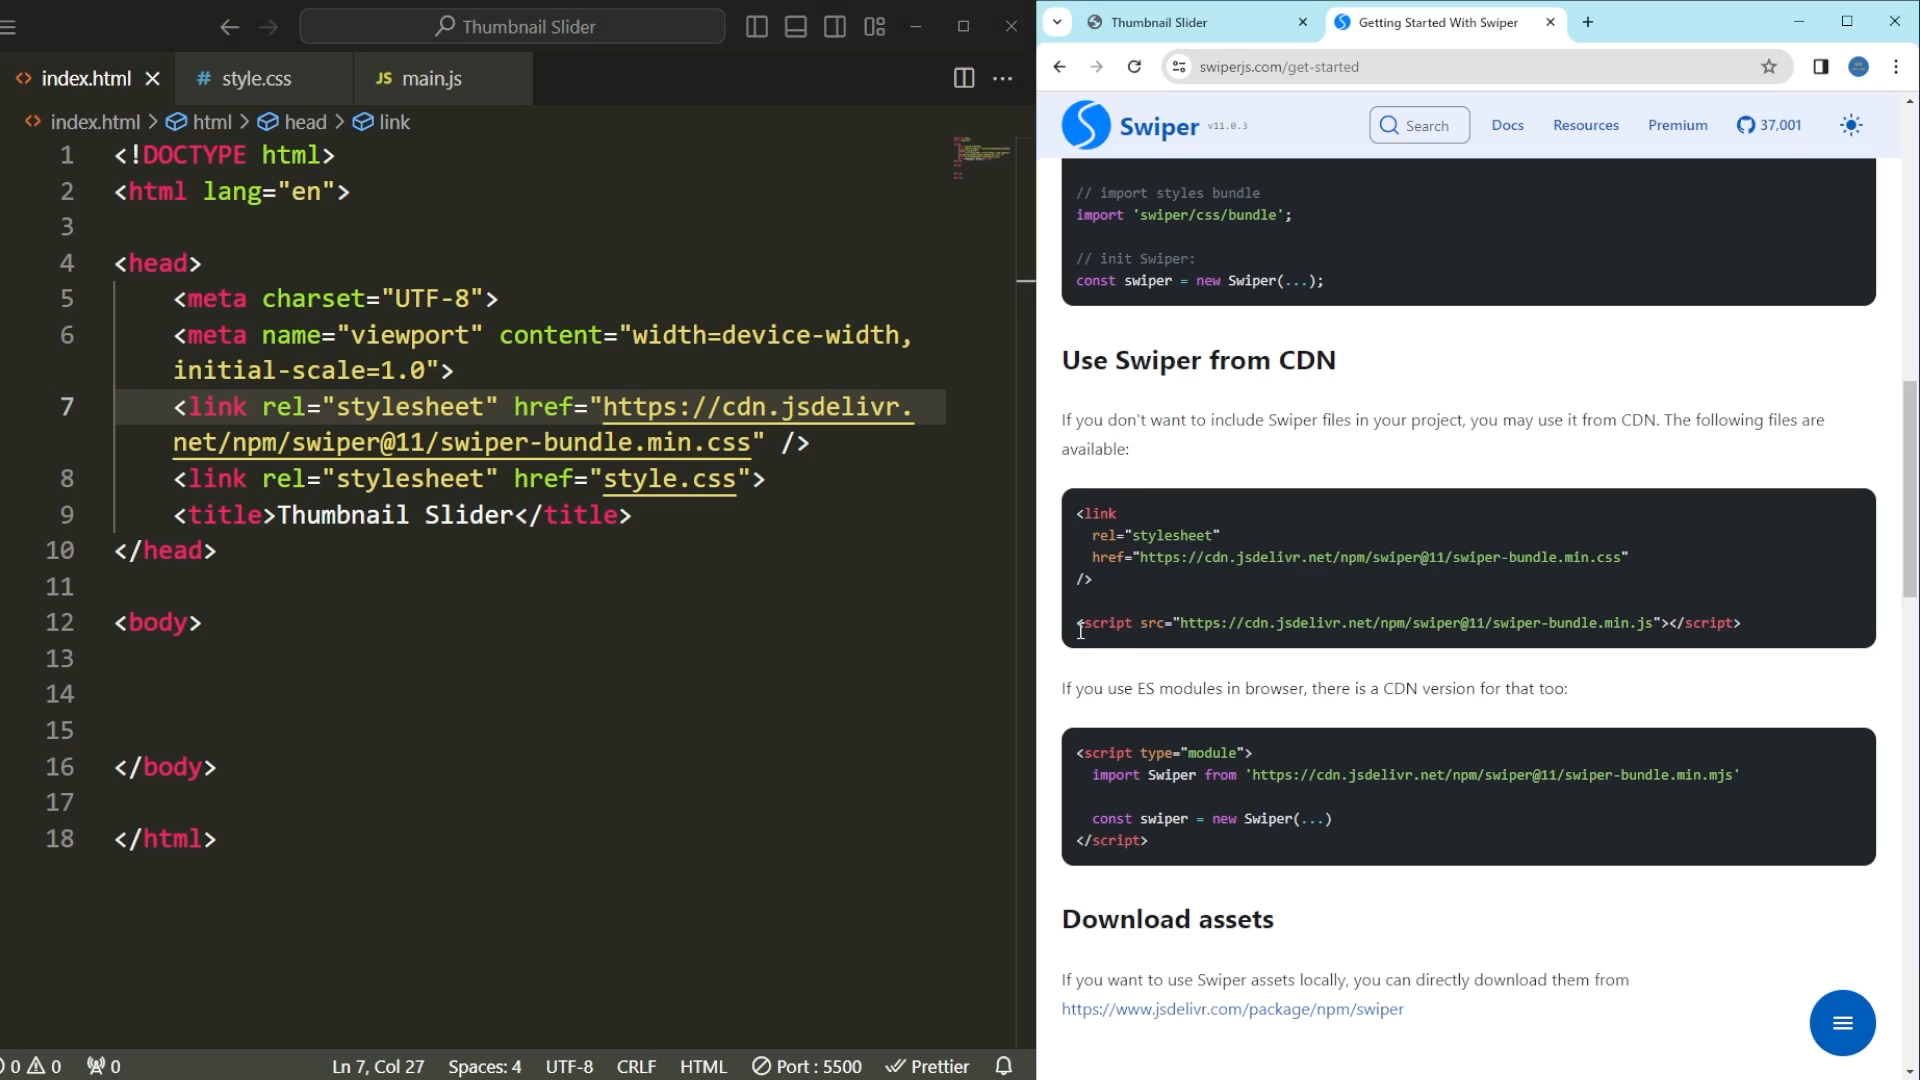 Thumbnail Slider
index.html
style.css
JS main.js
index.html > html > head > link
1 <!DOCTYPE html>
2 <html lang="en">
3
4 <head>
5 <meta charset="UTF-8">
6 <meta name="viewport" content="width=device-width,
initial-scale=1.0">
7 <link rel="stylesheet" href="https://cdn.jsdelivr.
net/npm/swiper@11/swiper-bundle.min.css" />
8 <link rel="stylesheet" href="style.css">
9 <title>Thumbnail Slider</title>
10 </head>
11
12 <body>
13
14
15
16 </body>
17
18 </html>
0 0 0 Ln 7, Col 27 Spaces: 4 UTF-8 CRLF HTML Port : 5500 Prettier
Thumbnail Slider
Getting Started With Swiper
swiperjs.com/get-started
Swiper v11.0.3 Search Docs Resources Premium 37,001
// import styles bundle
import 'swiper/css/bundle';
// init Swiper:
const swiper = new Swiper(...);
Use Swiper from CDN
If you don't want to include Swiper files in your project, you may use it from CDN. The following files are
available:
<link
rel="stylesheet"
href="https://cdn.jsdelivr.net/npm/swiper@11/swiper-bundle.min.css"
/>
<script src="https://cdn.jsdelivr.net/npm/swiper@11/swiper-bundle.min.js"></script>
If you use ES modules in browser, there is a CDN version for that too:
<script type="module">
import Swiper from 'https://cdn.jsdelivr.net/npm/swiper@11/swiper-bundle.min.mjs'
const swiper = new Swiper(...)
</script>
Download assets
If you want to use Swiper assets locally, you can directly download them from
https://www.jsdelivr.com/package/npm/swiper